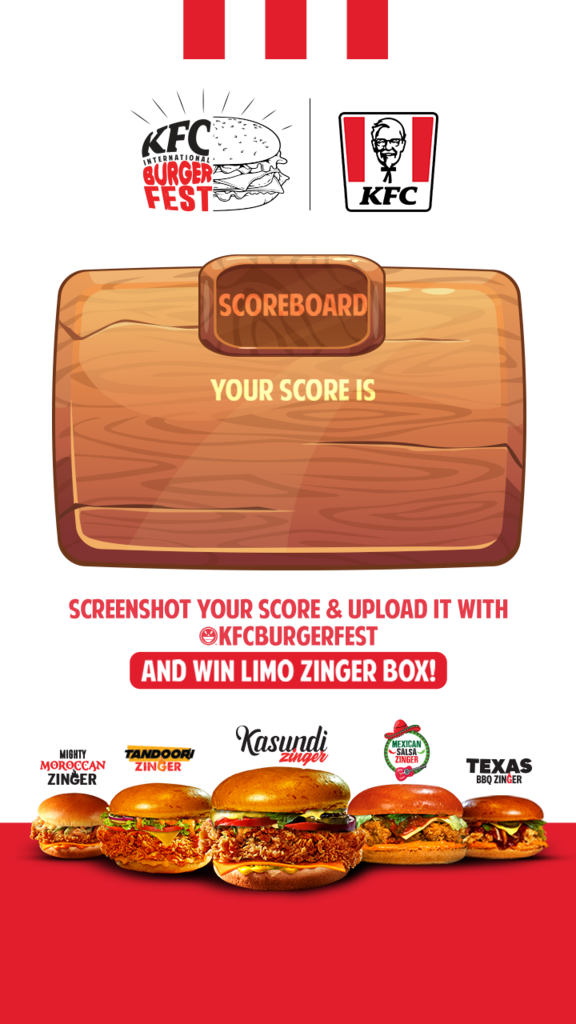 KFC
INTERNATIONAL
BURGER
FEST
KFC
SCOREBOARD
YOUR SCORE IS
SCREENSHOT YOUR SCORE & UPLOAD IT WITH
@KFCBURGERFEST
AND WIN LIMO ZINGER BOX!
MIGHTY
MOROCCAN
ZINGER
TANDOORI
ZINGER
Kasundi
zinger
MEXICAN
SALSA
ZINGER
TEXAS
BBQ ZINGER